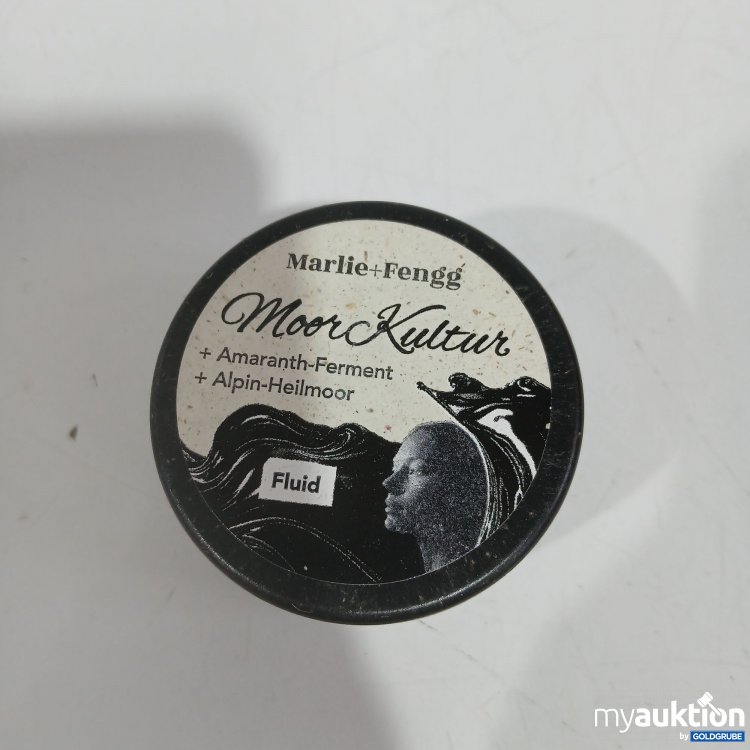 Marlie+Fengg
MoorKultur
+ Amaranth-Ferment
+ Alpin-Heilmoor
Fluid
myauktion
by GOLDGRUBE